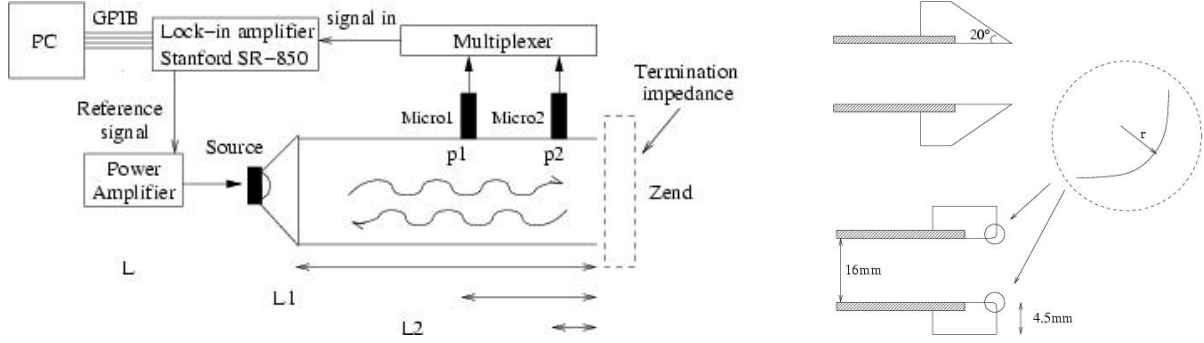 PC
GPIB
Lock-in amplifier
Stanford SR-850
signal in
Multiplexer
Reference
signal
Power
Amplifier
Source
Micro1
Micro2
p1
p2
Termination
impedance
Zend
L
L1
L2
20°
r
16mm
4.5mm